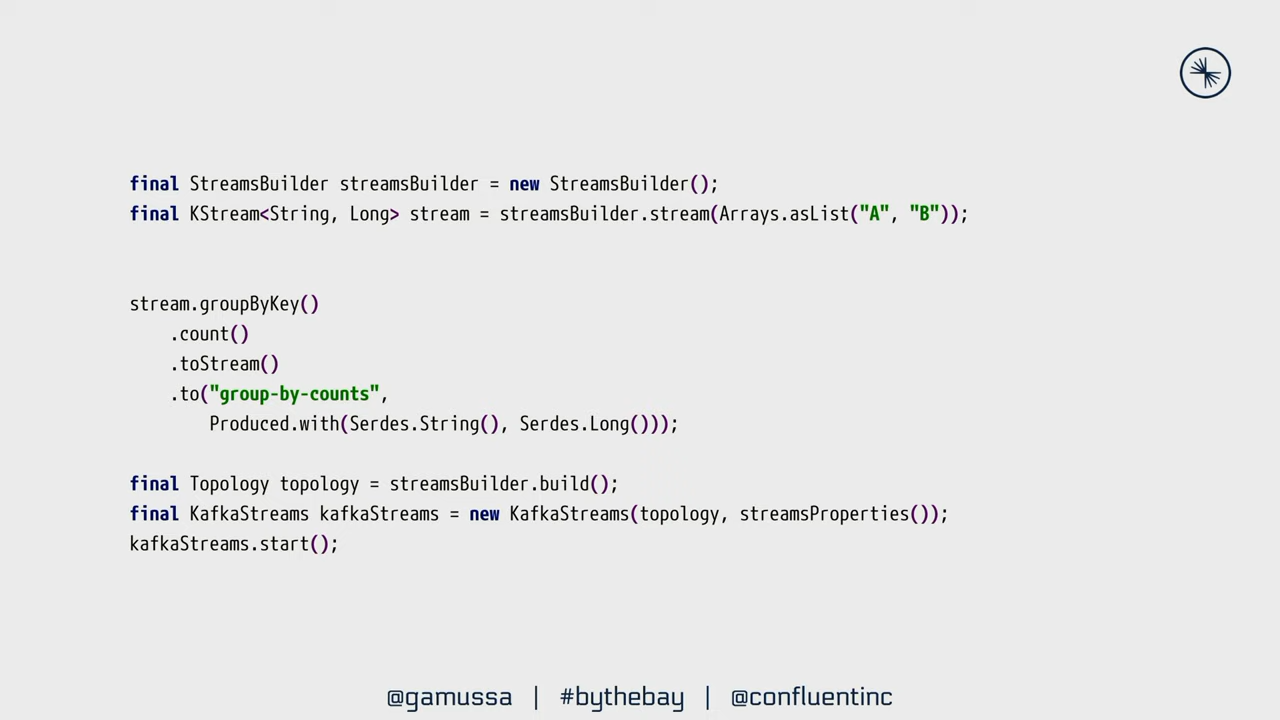 final StreamsBuilder streamsBuilder = new StreamsBuilder();
final KStream<String, Long> stream = streamsBuilder.stream(Arrays.asList("A", "B"));
stream.groupByKey()
.count()
.toStream()
.to("group-by-counts",
Produced.with(Serdes.String(), Serdes.Long()));
final Topology topology = streamsBuilder.build();
final KafkaStreams kafkaStreams = new KafkaStreams(topology, streamsProperties());
kafkaStreams.start();
@gamussa | #bythebay | @confluentinc